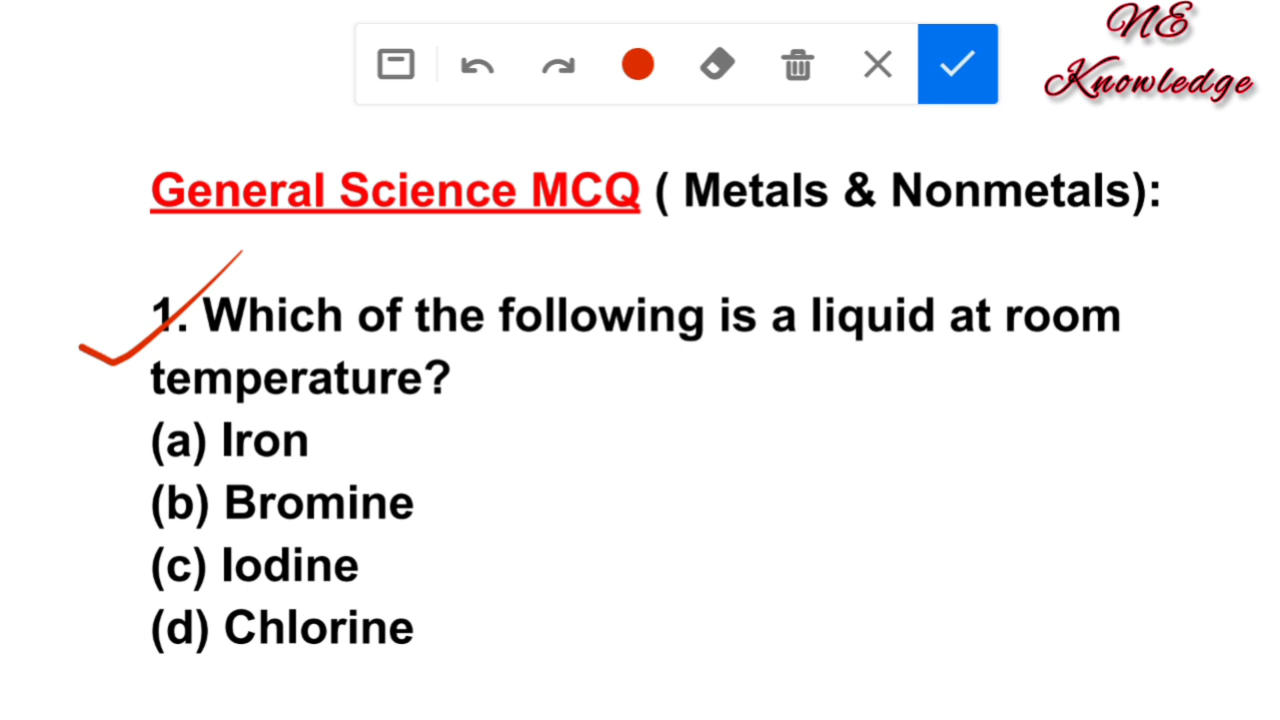 NE
Knowledge
General Science MCQ ( Metals & Nonmetals):
1. Which of the following is a liquid at room
temperature?
(a) Iron
(b) Bromine
(c) Iodine
(d) Chlorine